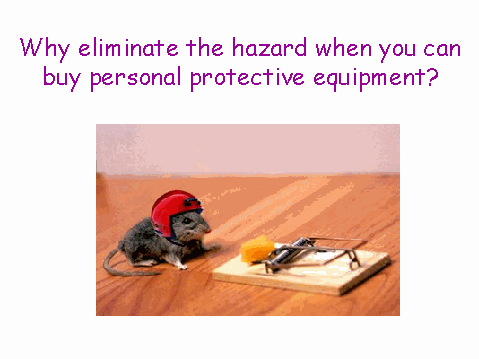 Why eliminate the hazard when you can
buy personal protective equipment?